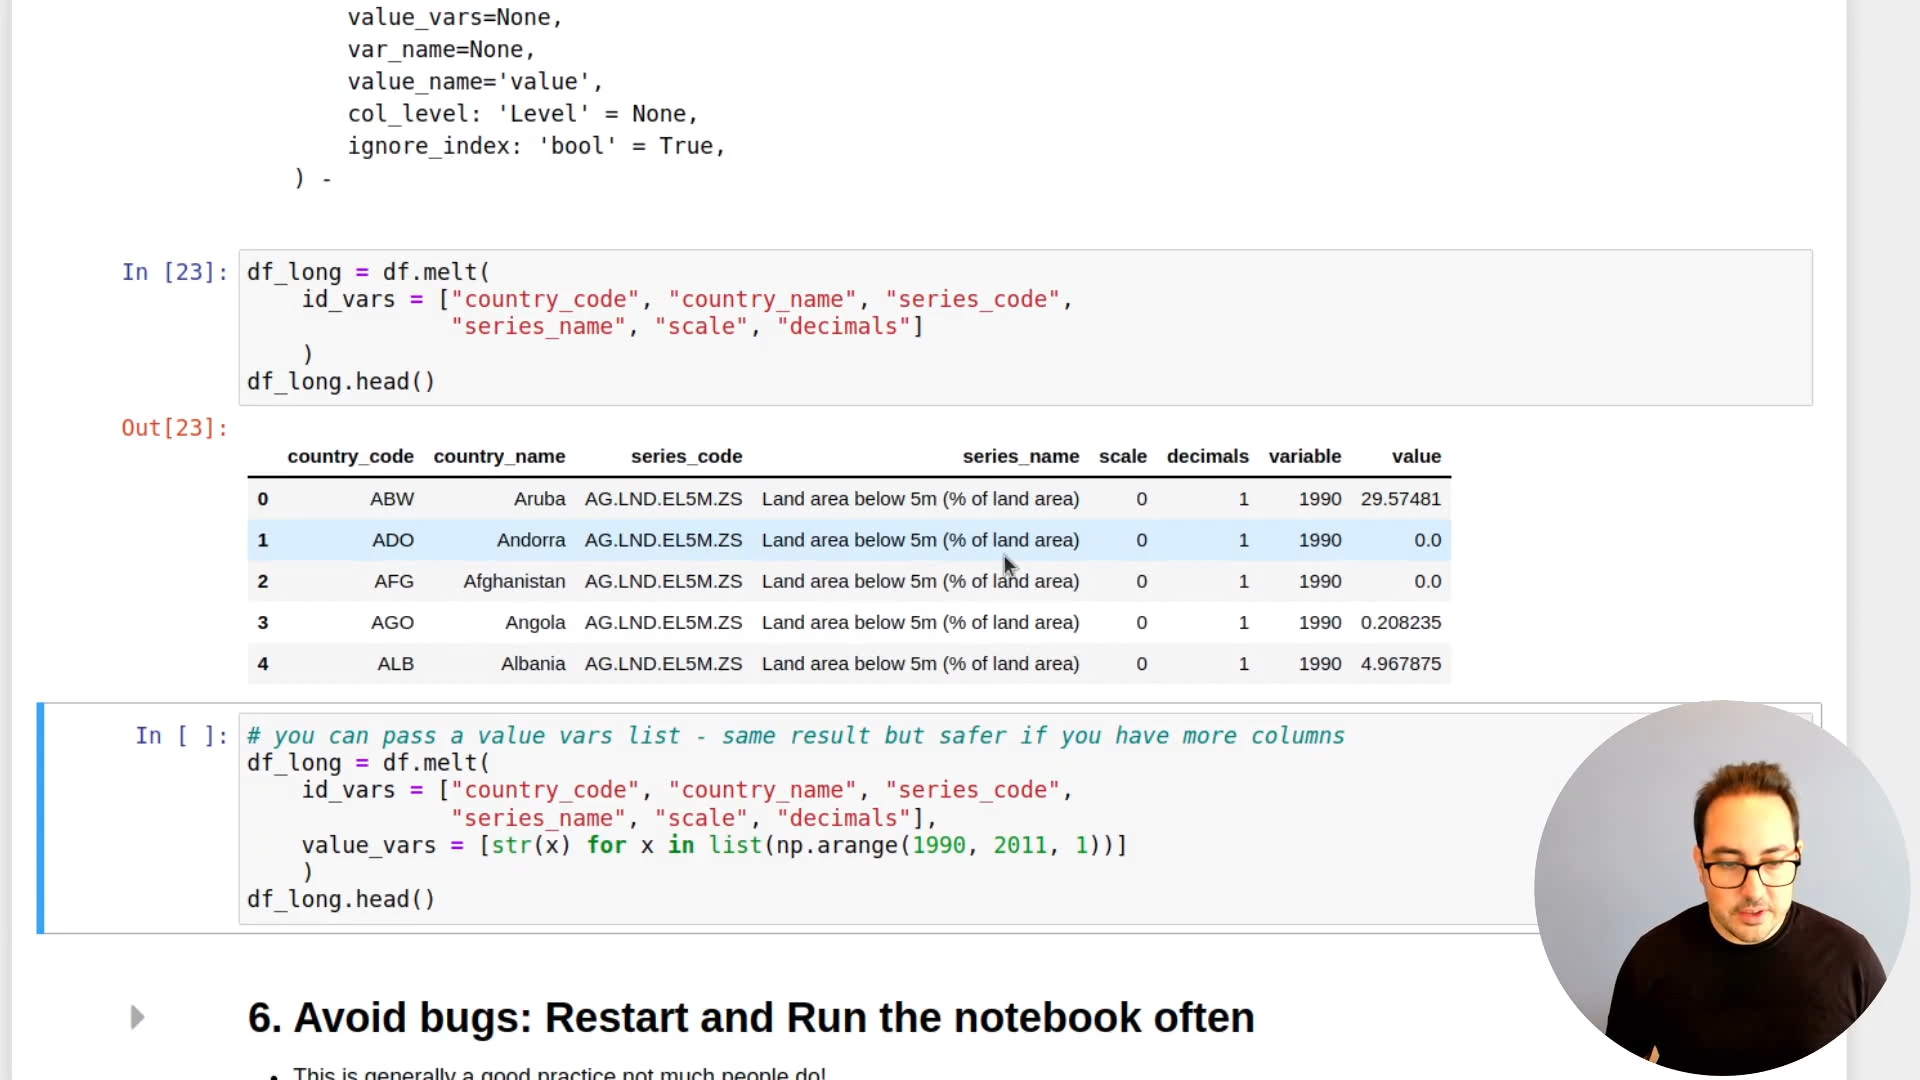 value_vars=None,
var_name=None,
value_name='value',
col_level: 'Level' = None,
ignore_index: 'bool' = True,
) -
In [23]:
df_long = df.melt(
id_vars = ["country_code", "country_name", "series_code",
"series_name", "scale", "decimals"]
)
df_long.head()
Out[23]:
country_code country_name series_code series_name scale decimals variable value
0 ABW Aruba AG.LND.EL5M.ZS Land area below 5m (% of land area) 0 1 1990 29.57481
1 ADO Andorra AG.LND.EL5M.ZS Land area below 5m (% of land area) 0 1 1990 0.0
2 AFG Afghanistan AG.LND.EL5M.ZS Land area below 5m (% of land area) 0 1 1990 0.0
3 AGO Angola AG.LND.EL5M.ZS Land area below 5m (% of land area) 0 1 1990 0.208235
4 ALB Albania AG.LND.EL5M.ZS Land area below 5m (% of land area) 0 1 1990 4.967875
In [ ]:
# you can pass a value vars list - same result but safer if you have more columns
df_long = df.melt(
id_vars = ["country_code", "country_name", "series_code",
"series_name", "scale", "decimals"],
value_vars = [str(x) for x in list(np.arange(1990, 2011, 1))]
)
df_long.head()
6. Avoid bugs: Restart and Run the notebook often
• This is generally a good practice not much people do!